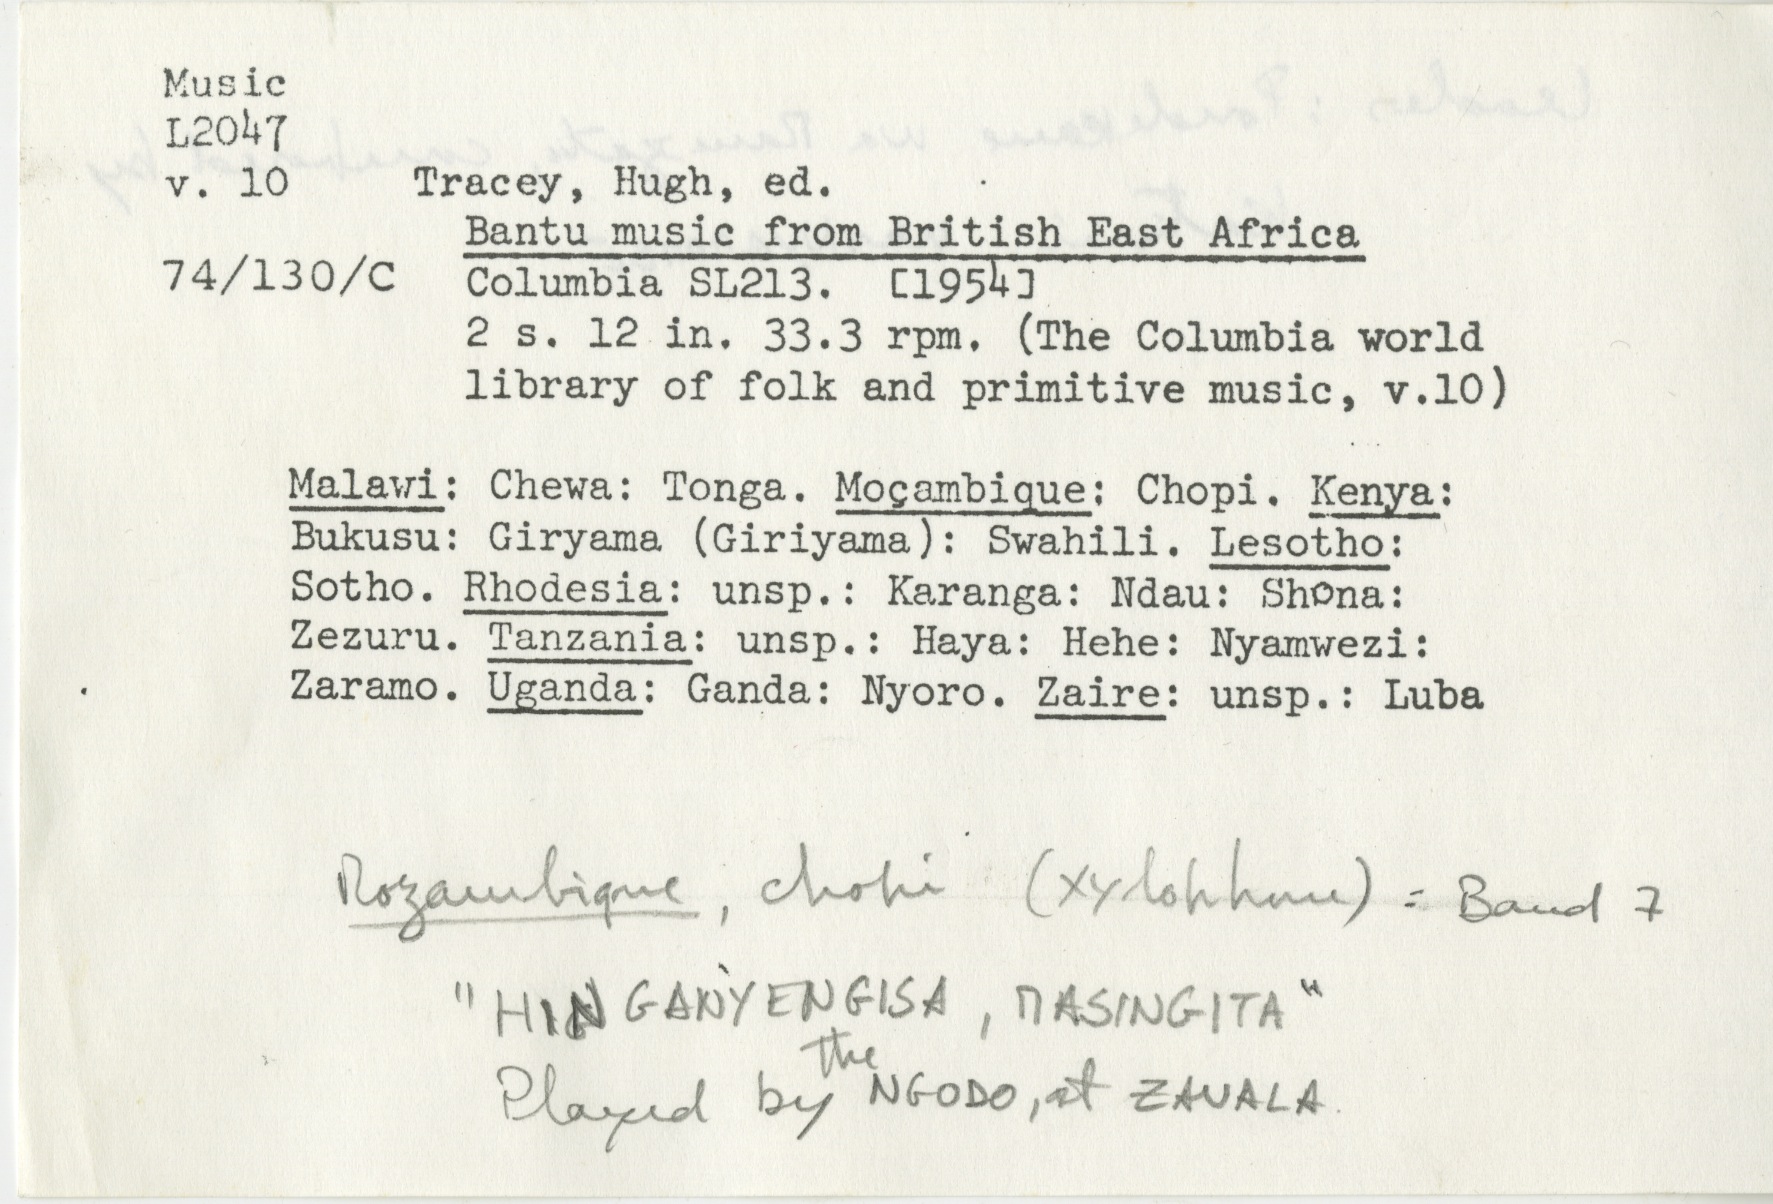 Music
L2047
v. 10 Tracey, Hugh, ed.
Bantu music from British East Africa
74/130/C Columbia SL213. [1954]
2 s. 12 in. 33.3 rpm. (The Columbia world
library of folk and primitive music, v.10)
Malawi: Chewa: Tonga. Moçambique: Chopi. Kenya:
Bukusu: Giryama (Giriyama): Swahili. Lesotho:
Sotho. Rhodesia: unsp.: Karanga: Ndau: Shona:
Zezuru. Tanzania: unsp.: Haya: Hehe: Nyamwezi:
Zaramo. Uganda: Ganda: Nyoro. Zaire: unsp.: Luba
Mozambique, chopi (xylophone) = Band 7
"HINGANYENGISA, MASINGITA"
Played by the NGODO, at ZAVALA.